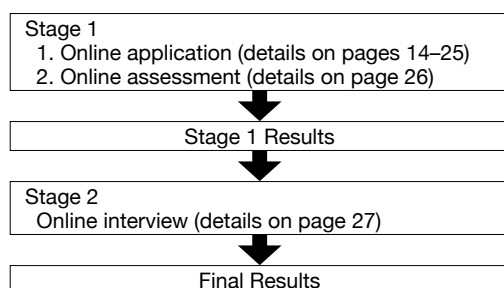 Stage 1
1. Online application (details on pages 14–25)
2. Online assessment (details on page 26)
Stage 1 Results
Stage 2
Online interview (details on page 27)
Final Results